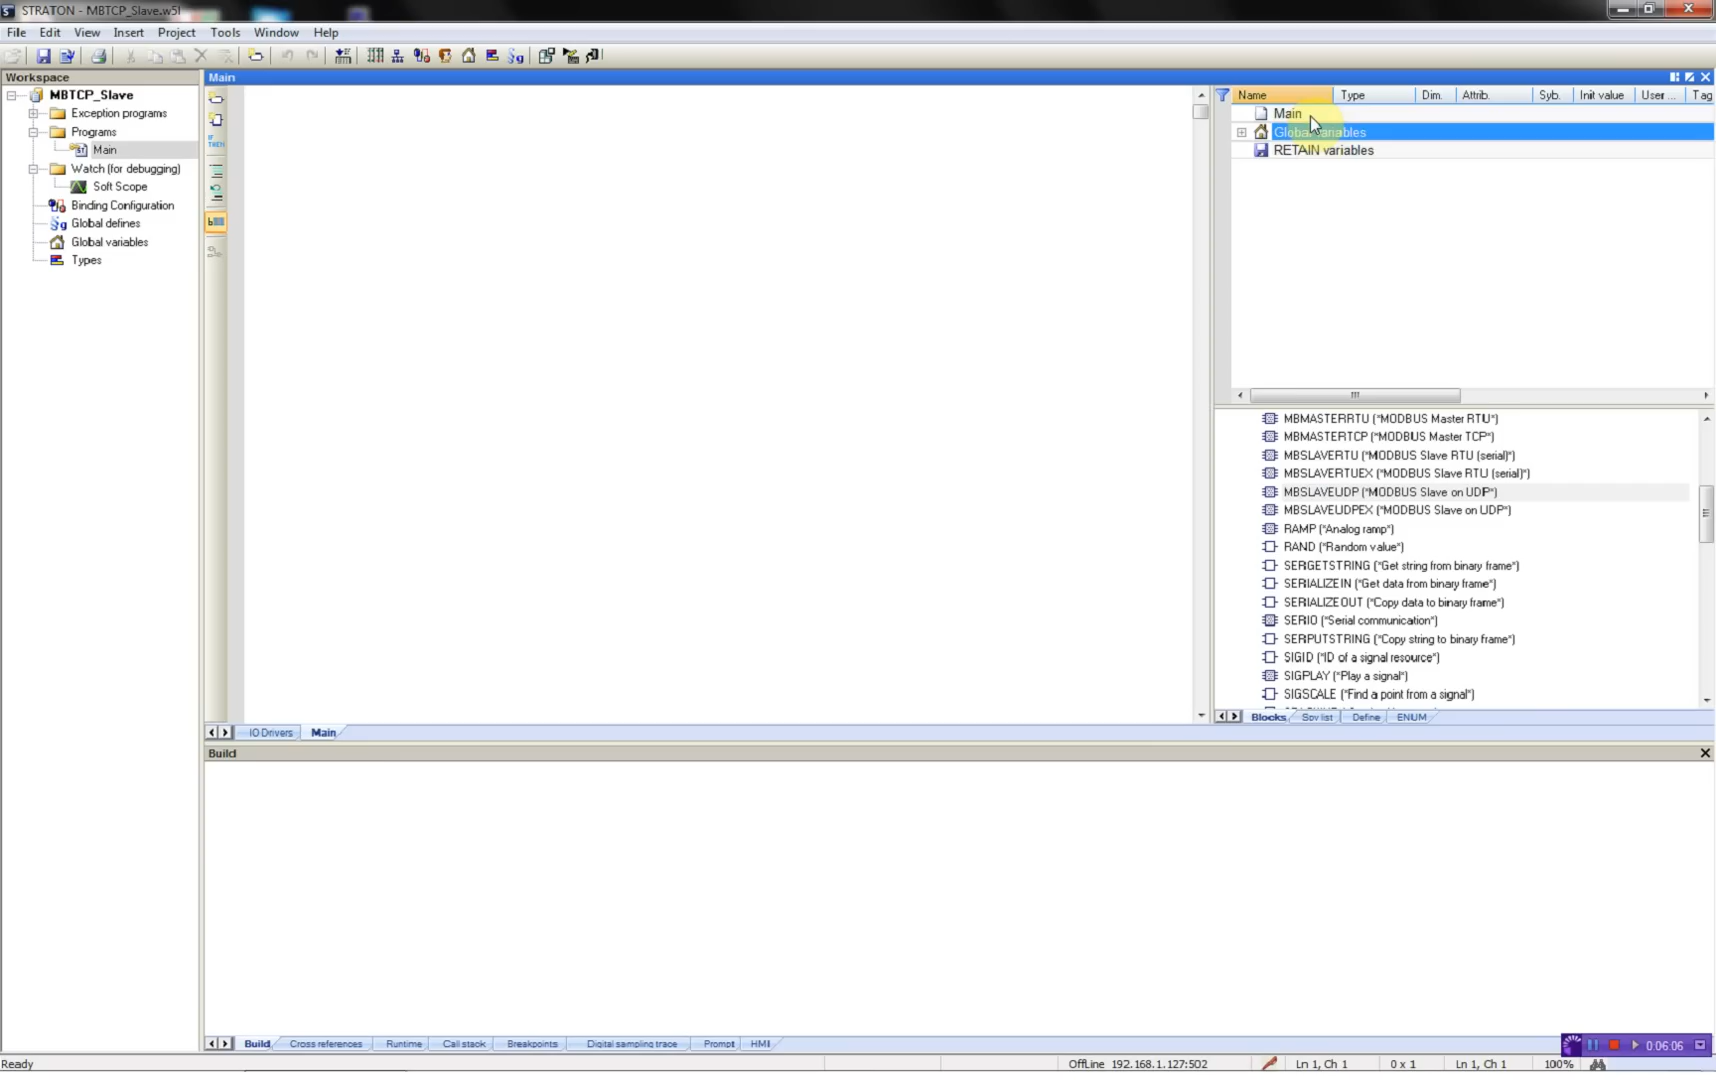 STRATON - MBTCP_Slave.w5l
File Edit View Insert Project Tools Window Help
Workspace
MBTCP_Slave
Exception programs
Programs
Main
Watch (for debugging)
Soft Scope
Binding Configuration
Global defines
Global variables
Types
Main
IF
THEN
Name Type Dim. Attrib. Syb. Init value User ... Tag
Main
Global variables
RETAIN variables
MBMASTERRTU ("MODBUS Master RTU")
MBMASTERTCP ("MODBUS Master TCP")
MBSLAVERTU ("MODBUS Slave RTU (serial)")
MBSLAVERTUEX ("MODBUS Slave RTU (serial)")
MBSLAVEUDP ("MODBUS Slave on UDP")
MBSLAVEUDPEX ("MODBUS Slave on UDP")
RAMP ("Analog ramp")
RAND ("Random value")
SERGETSTRING ("Get string from binary frame")
SERIALIZEIN ("Get data from binary frame")
SERIALIZEOUT ("Copy data to binary frame")
SERIO ("Serial communication")
SERPUTSTRING ("Copy string to binary frame")
SIGID ("ID of a signal resource")
SIGPLAY ("Play a signal")
SIGSCALE ("Find a point from a signal")
Blocks Spy list Define ENUM
IO Drivers Main
Build
Build Cross references Runtime Call stack Breakpoints Digital sampling trace Prompt HMI
0:06:06
Ready OffLine 192.168.1.127:502 Ln 1, Ch 1 0 x 1 Ln 1, Ch 1 100%